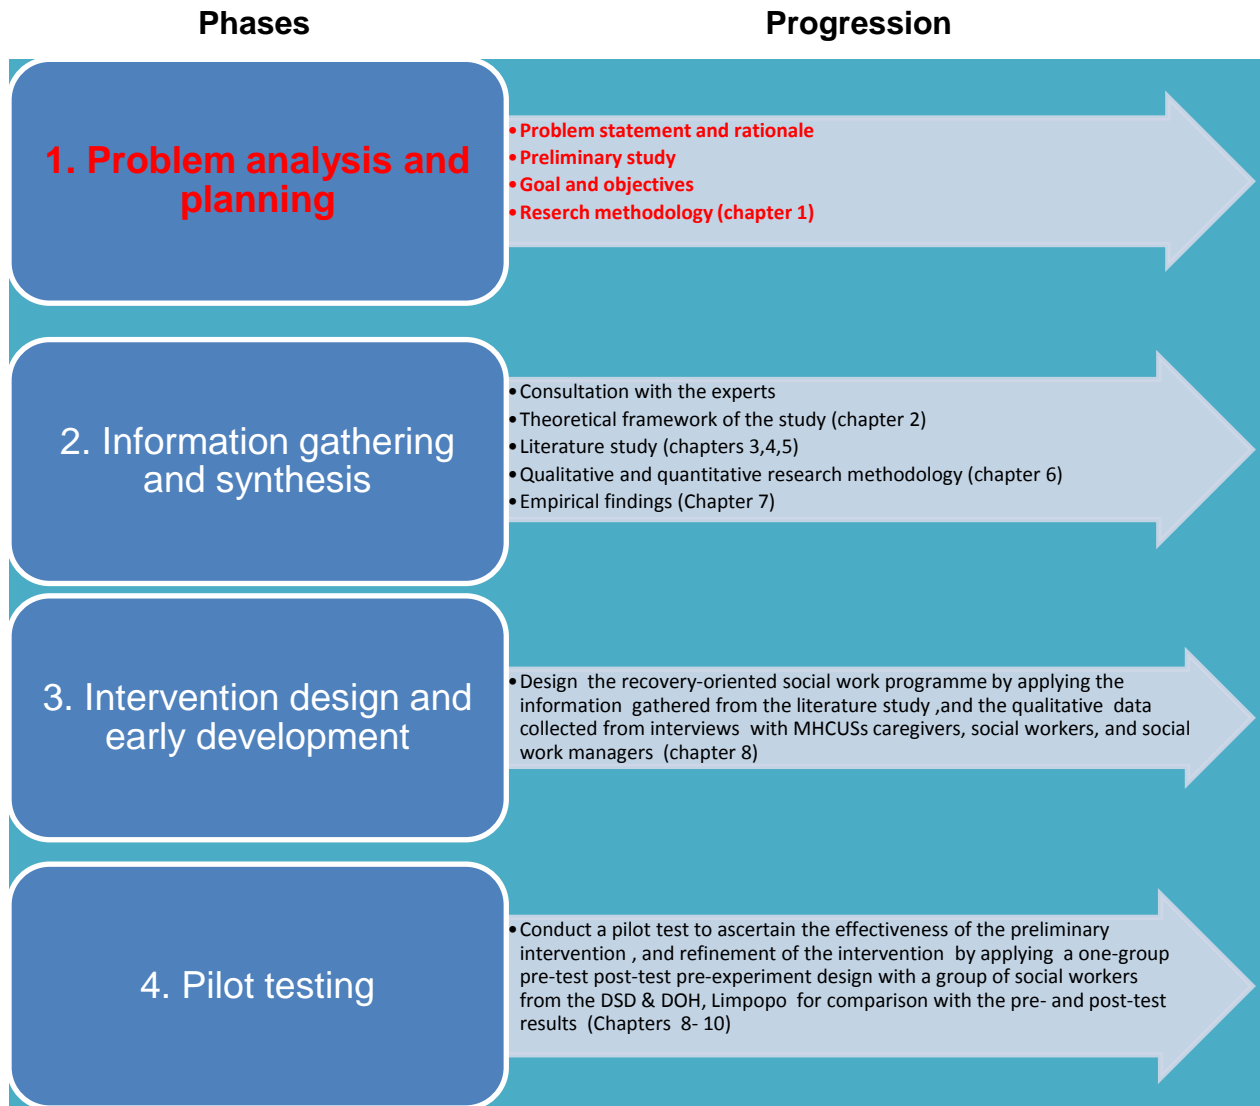 Phases
Progression
1. Problem analysis and
planning
•Problem statement and rationale
•Preliminary study
•Goal and objectives
•Reserch methodology (chapter 1)
2. Information gathering
and synthesis
•Consultation with the experts
•Theoretical framework of the study (chapter 2)
•Literature study (chapters 3,4,5)
•Qualitative and quantitative research methodology (chapter 6)
•Empirical findings (Chapter 7)
3. Intervention design and
early development
•Design the recovery-oriented social work programme by applying the
information gathered from the literature study ,and the qualitative data
collected from interviews with MHCUSs caregivers, social workers, and social
work managers (chapter 8)
4. Pilot testing
•Conduct a pilot test to ascertain the effectiveness of the preliminary
intervention , and refinement of the intervention by applying a one-group
pre-test post-test pre-experiment design with a group of social workers
from the DSD & DOH, Limpopo for comparison with the pre- and post-test
results (Chapters 8- 10)